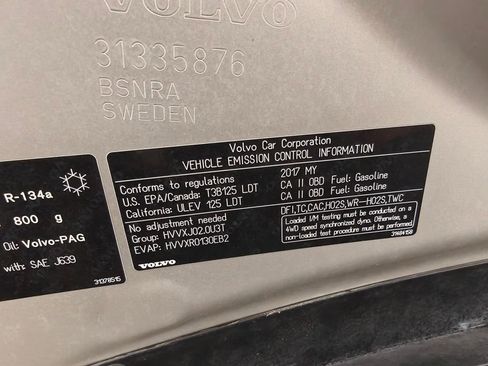 VOLVO
31335876
BSNRA
SWEDEN
R-134a
800 g
Oil: Volvo-PAG
with: SAE J639
31378515
Volvo Car Corporation
VEHICLE EMISSION CONTROL INFORMATION
Conforms to regulations
2017 MY
U.S. EPA/Canada: T3B125 LDT
CA II OBD Fuel: Gasoline
California: ULEV 125 LDT
CA II OBD Fuel: Gasoline
No adjustment needed
Group: HVVXJ02.0U3T
EVAP: HVVXR0130EB2
DFI,TC,CAC,HO2S,WR-HO2S,TWC
Loaded I/M testing must be conducted on a
4WD speed synchronized dyno. Otherwise, a
non-loaded test procedure must be performed.
31484158
VOLVO